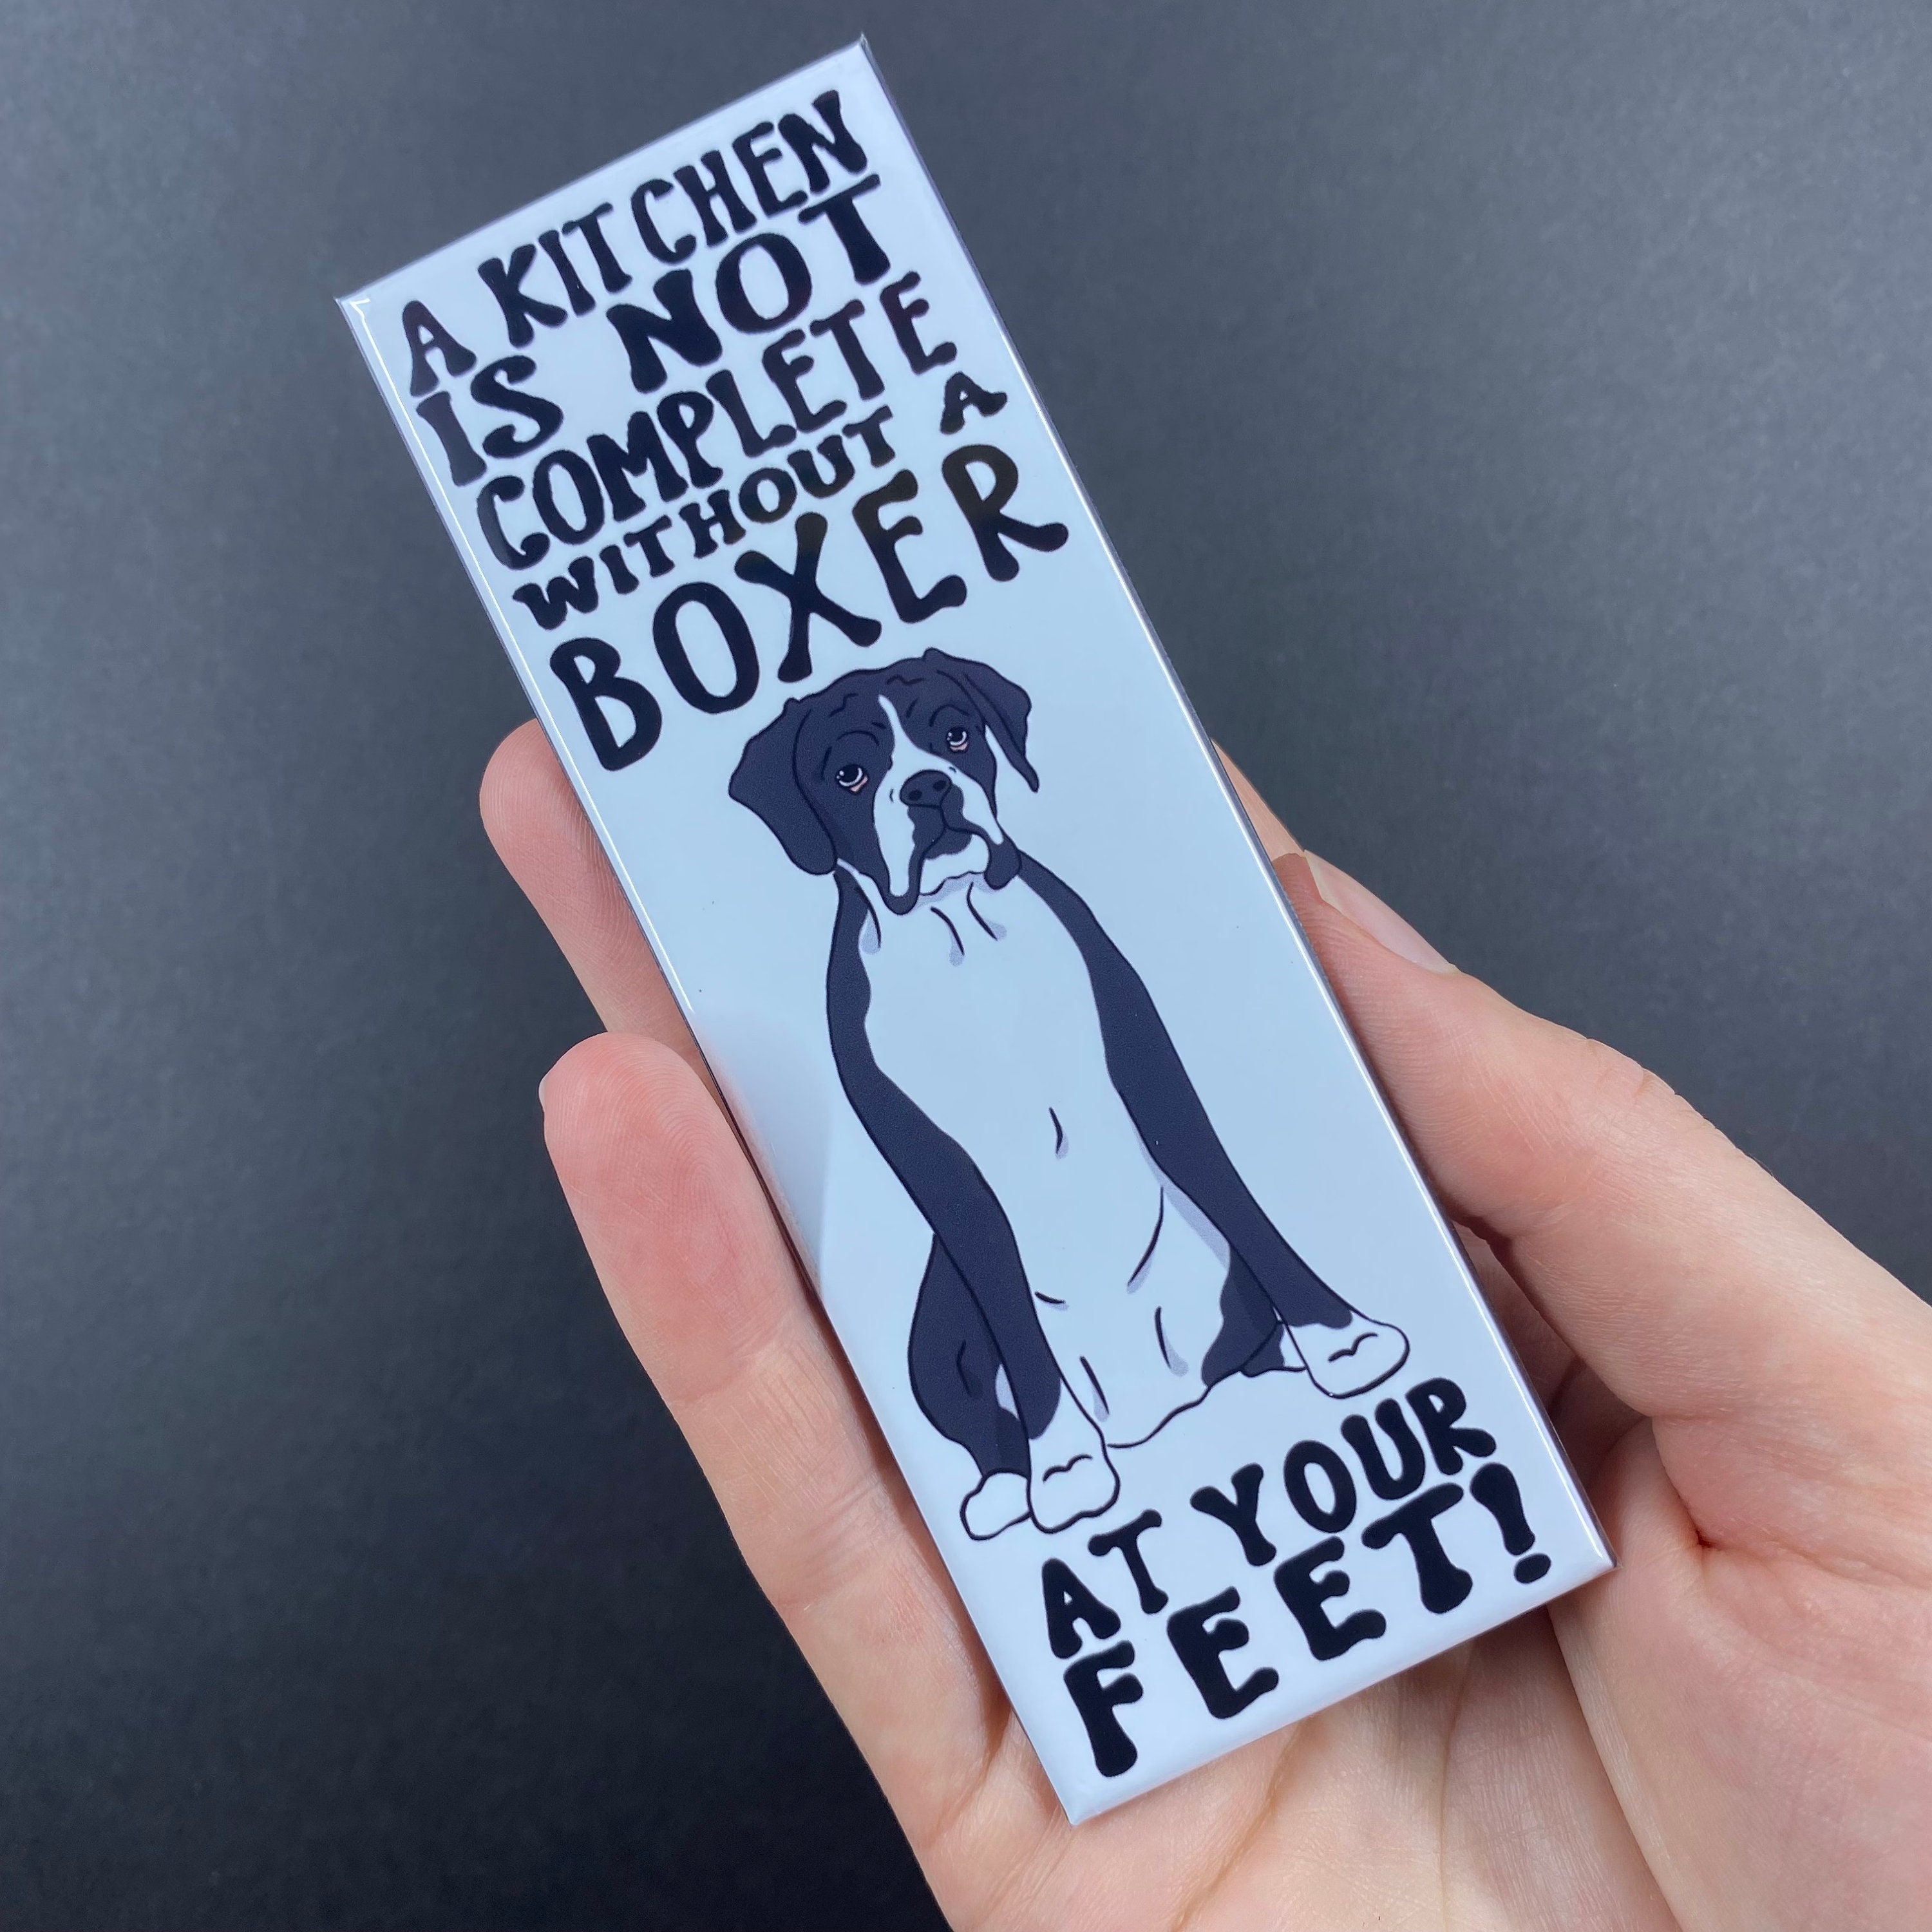 A KITCHEN
IS NOT
COMPLETE
WITHOUT A
BOXER
AT YOUR
FEET!